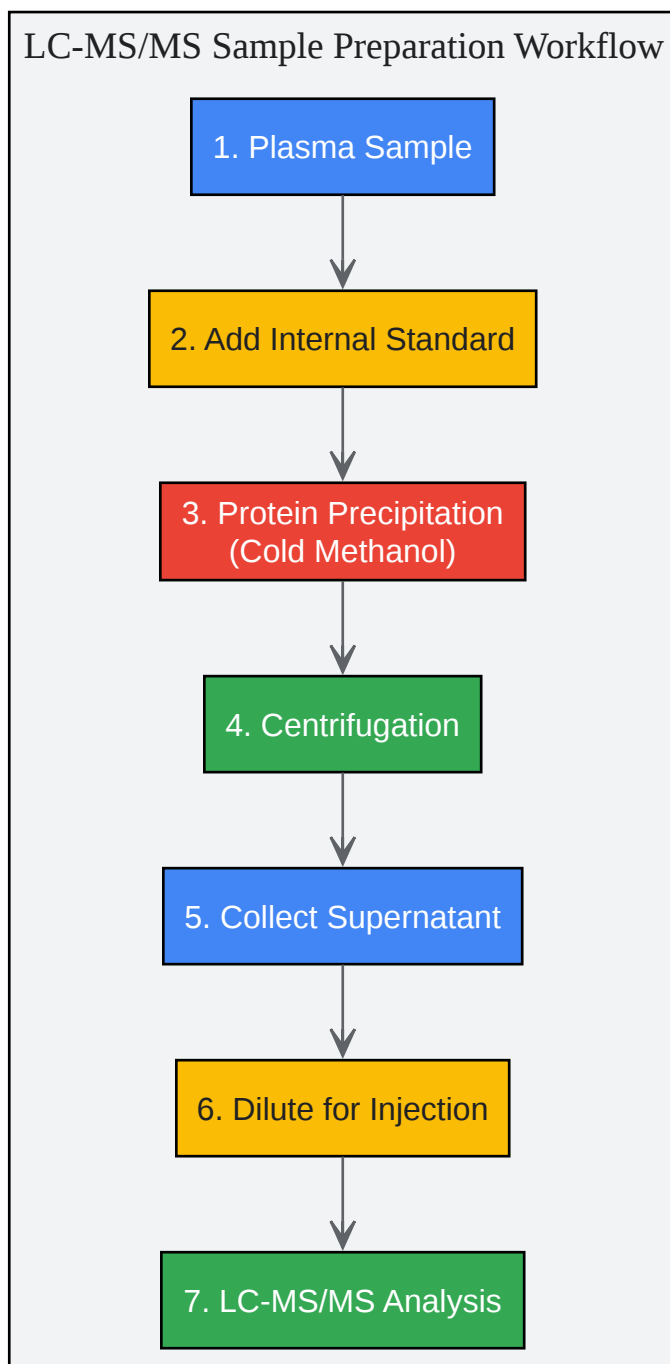 LC-MS/MS Sample Preparation Workflow
1. Plasma Sample
2. Add Internal Standard
3. Protein Precipitation
(Cold Methanol)
4. Centrifugation
5. Collect Supernatant
6. Dilute for Injection
7. LC-MS/MS Analysis